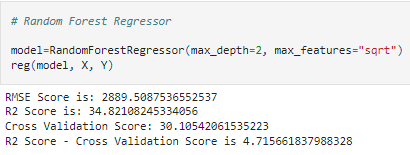 # Random Forest Regressor
model=RandomForestRegressor(max_depth=2, max_features="sqrt")
reg(model, X, Y)
RMSE Score is: 2889.5087536552537
R2 Score is: 34.82108245334056
Cross Validation Score: 30.10542061535223
R2 Score - Cross Validation Score is 4.715661837988328